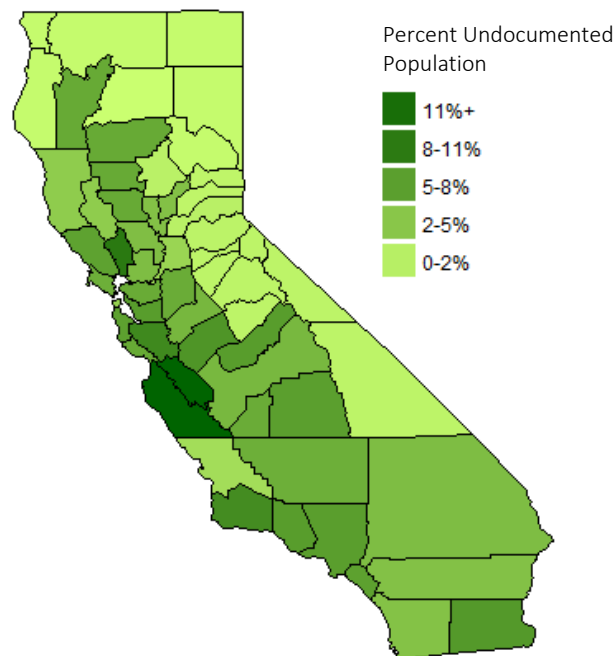 Percent Undocumented
Population
11%+
8-11%
5-8%
2-5%
0-2%